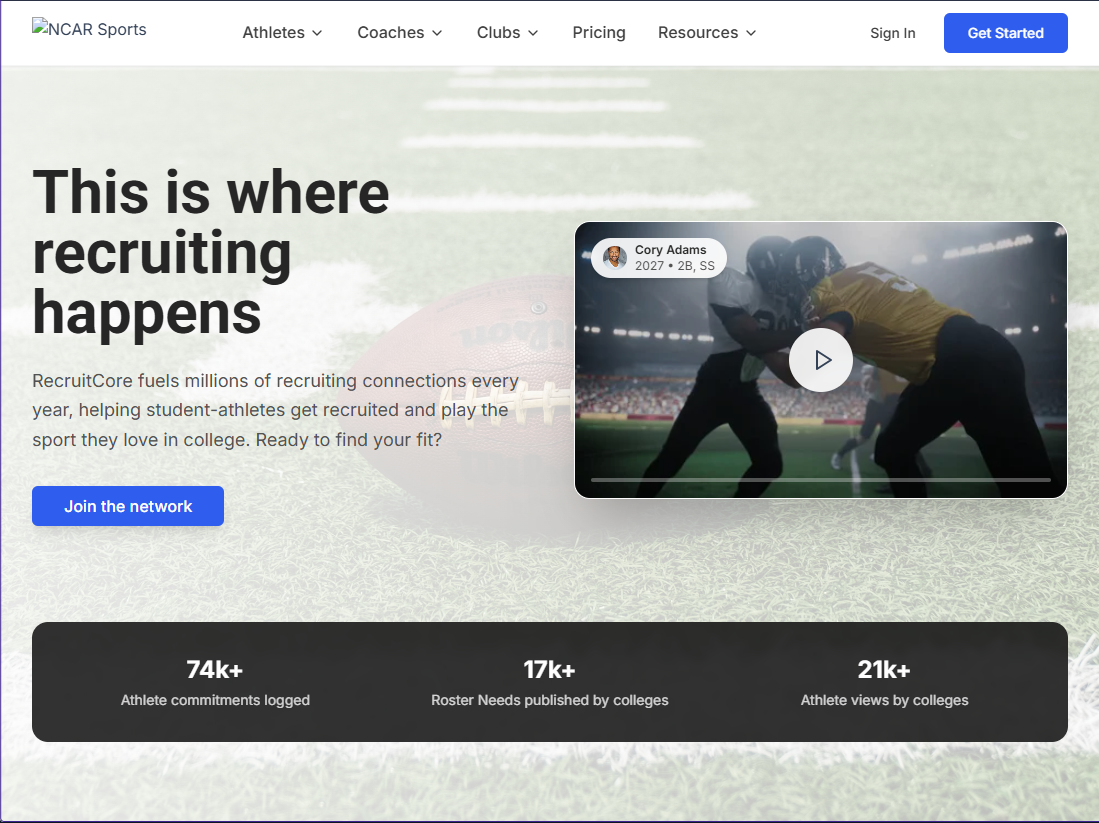 NCAR Sports
Athletes
Coaches
Clubs
Pricing
Resources
Sign In
Get Started
This is where
recruiting
happens
RecruitCore fuels millions of recruiting connections every
year, helping student-athletes get recruited and play the
sport they love in college. Ready to find your fit?
Join the network
Cory Adams
2027 • 2B, SS
74k+
Athlete commitments logged
17k+
Roster Needs published by colleges
21k+
Athlete views by colleges